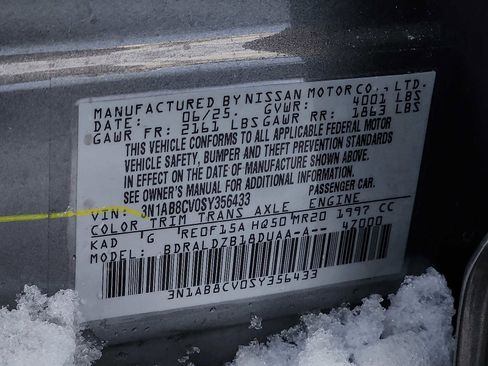 MANUFACTURED BY NISSAN MOTOR CO., LTD.
DATE: 06/25. GVWR: 4001 LBS
GAWR FR: 2161 LBS GAWR RR: 1863 LBS
THIS VEHICLE CONFORMS TO ALL APPLICABLE FEDERAL MOTOR
VEHICLE SAFETY, BUMPER AND THEFT PREVENTION STANDARDS
IN EFFECT ON THE DATE OF MANUFACTURE SHOWN ABOVE.
SEE OWNER'S MANUAL FOR ADDITIONAL INFORMATION.
VIN: 3N1AB8CV0SY356433 PASSENGER CAR.
COLOR TRIM TRANS AXLE ENGINE
KAD G RE0F15A HQ50 MR20 1997 CC
MODEL: BDRALDZB18DUAA-A-- 47000
3N1AB8CV0SY356433